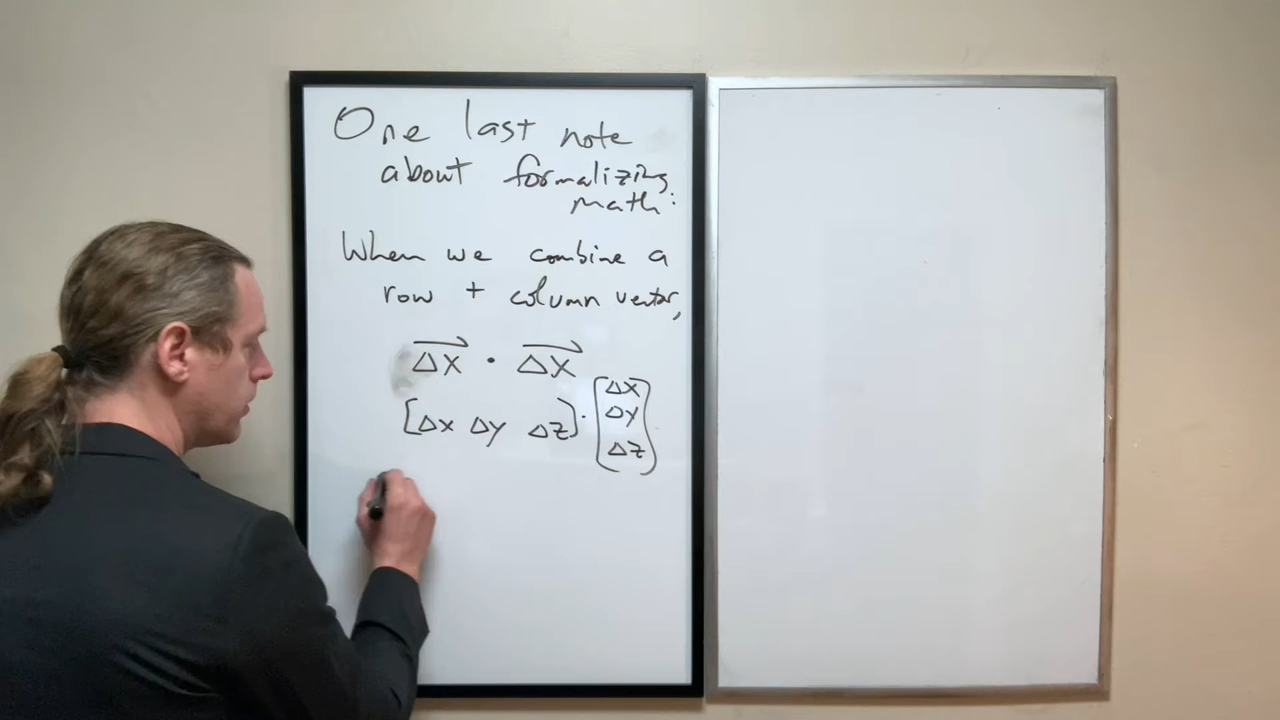 One last note
about formalizing
math:
When we combine a
row + column vector,
Δx · Δx
[Δx Δy Δz] · [Δx
Δy
Δz]